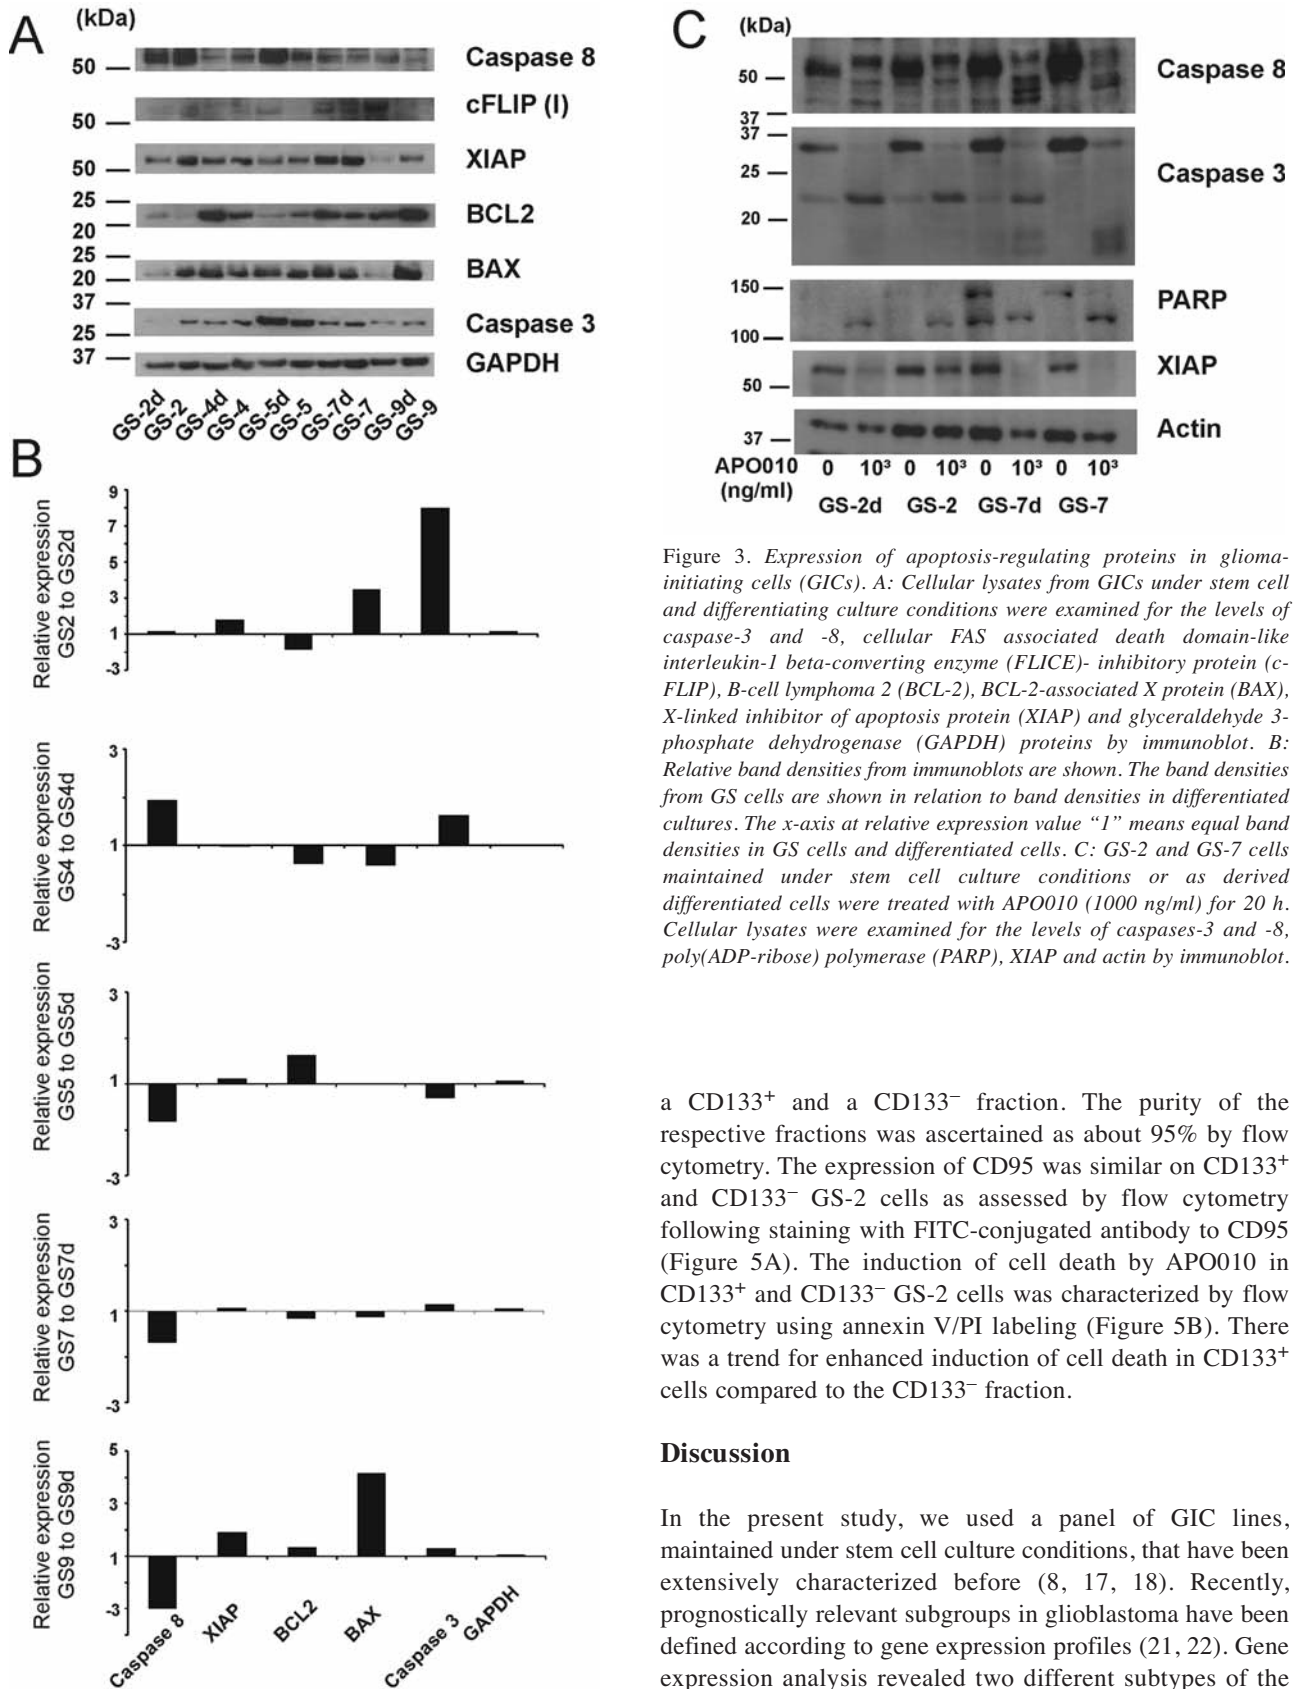 A
(kDa)
50
Caspase 8
50
cFLIP (l)
50
XIAP
25
20
BCL2
25
20
BAX
37
25
Caspase 3
37
GAPDH
GS-2d
GS-2
GS-4d
GS-4
GS-5d
GS-5
GS-7d
GS-7
GS-9d
GS-9
B
Relative expression
GS2 to GS2d
9
7
5
3
1
-3
Relative expression
GS4 to GS4d
3
1
-3
Relative expression
GS5 to GS5d
3
1
-3
Relative expression
GS7 to GS7d
3
1
-3
Relative expression
GS9 to GS9d
5
3
1
-3
Caspase 8
XIAP
BCL2
BAX
Caspase 3
GAPDH
C
(kDa)
50
37
Caspase 8
37
25
20
Caspase 3
150
100
PARP
50
XIAP
37
Actin
APO010 0 10³ 0 10³ 0 10³ 0 10³
(ng/ml)
GS-2d GS-2 GS-7d GS-7
Figure 3. Expression of apoptosis-regulating proteins in glioma-
initiating cells (GICs). A: Cellular lysates from GICs under stem cell
and differentiating culture conditions were examined for the levels of
caspase-3 and -8, cellular FAS associated death domain-like
interleukin-1 beta-converting enzyme (FLICE)- inhibitory protein (c-
FLIP), B-cell lymphoma 2 (BCL-2), BCL-2-associated X protein (BAX),
X-linked inhibitor of apoptosis protein (XIAP) and glyceraldehyde 3-
phosphate dehydrogenase (GAPDH) proteins by immunoblot. B:
Relative band densities from immunoblots are shown. The band densities
from GS cells are shown in relation to band densities in differentiated
cultures. The x-axis at relative expression value “1” means equal band
densities in GS cells and differentiated cells. C: GS-2 and GS-7 cells
maintained under stem cell culture conditions or as derived
differentiated cells were treated with APO010 (1000 ng/ml) for 20 h.
Cellular lysates were examined for the levels of caspases-3 and -8,
poly(ADP-ribose) polymerase (PARP), XIAP and actin by immunoblot.
a CD133⁺ and a CD133⁻ fraction. The purity of the
respective fractions was ascertained as about 95% by flow
cytometry. The expression of CD95 was similar on CD133⁺
and CD133⁻ GS-2 cells as assessed by flow cytometry
following staining with FITC-conjugated antibody to CD95
(Figure 5A). The induction of cell death by APO010 in
CD133⁺ and CD133⁻ GS-2 cells was characterized by flow
cytometry using annexin V/PI labeling (Figure 5B). There
was a trend for enhanced induction of cell death in CD133⁺
cells compared to the CD133⁻ fraction.
Discussion
In the present study, we used a panel of GIC lines,
maintained under stem cell culture conditions, that have been
extensively characterized before (8, 17, 18). Recently,
prognostically relevant subgroups in glioblastoma have been
defined according to gene expression profiles (21, 22). Gene
expression analysis revealed two different subtypes of the